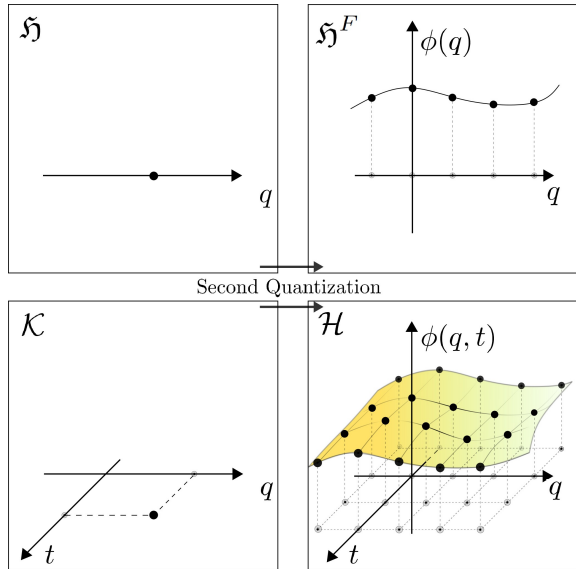 ℌ
q
ℌ^F
ϕ(q)
q
Second Quantization
𝒦
q
t
ℋ
ϕ(q, t)
q
t